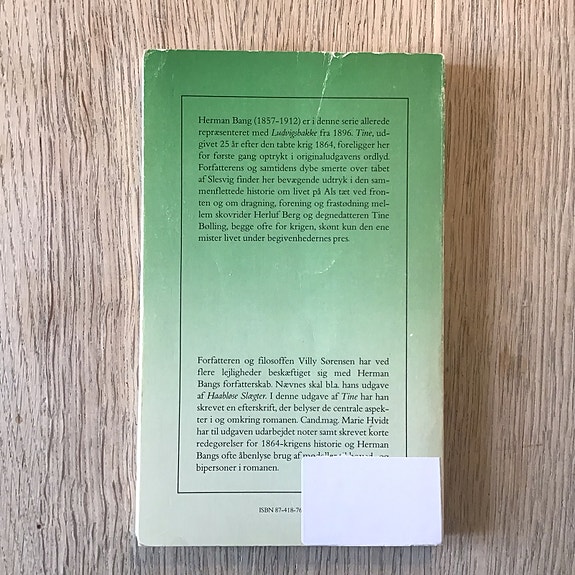 Herman Bang (1857-1912) er i denne serie allerede
repræsenteret med Ludvigsbakke fra 1896. Tine, ud-
givet 25 år efter den tabte krig 1864, foreligger her
for første gang optrykt i originaludgavens ordlyd.
Forfatterens og samtidens dybe smerte over tabet
af Slesvig finder her bevægende udtryk i den sam-
menflettede historie om livet på Als tæt ved fron-
ten og om dragning, forening og frastødning mel-
lem skovrider Herluf Berg og degnedatteren Tine
Bølling, begge ofre for krigen, skønt kun den ene
mister livet under begivenhedernes pres.
Forfatteren og filosoffen Villy Sørensen har ved
flere lejligheder beskæftiget sig med Herman
Bangs forfatterskab. Nævnes skal bl.a. hans udgave
af Haabløse Slægter. I denne udgave af Tine har han
skrevet en efterskrift, der belyser de centrale aspek-
ter i og omkring romanen. Cand.mag. Marie Hvidt
har til udgaven udarbejdet noter samt skrevet korte
redegørelser for 1864-krigens historie og Herman
Bangs ofte åbenlyse brug af og
bipersoner i romanen.
ISBN 87-418-76